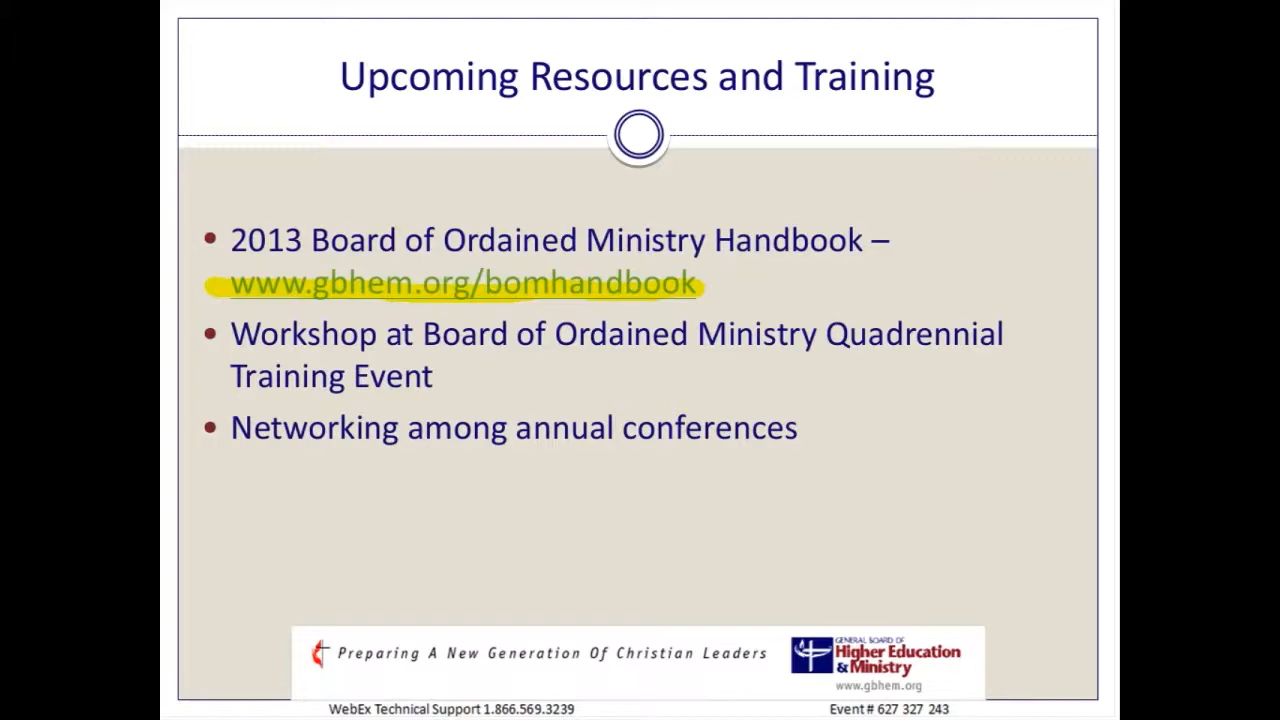 Upcoming Resources and Training
• 2013 Board of Ordained Ministry Handbook –
www.gbhem.org/bomhandbook
• Workshop at Board of Ordained Ministry Quadrennial
Training Event
• Networking among annual conferences
Preparing A New Generation Of Christian Leaders
GENERAL BOARD OF
Higher Education
& Ministry
www.gbhem.org
WebEx Technical Support 1.866.569.3239
Event # 627 327 243